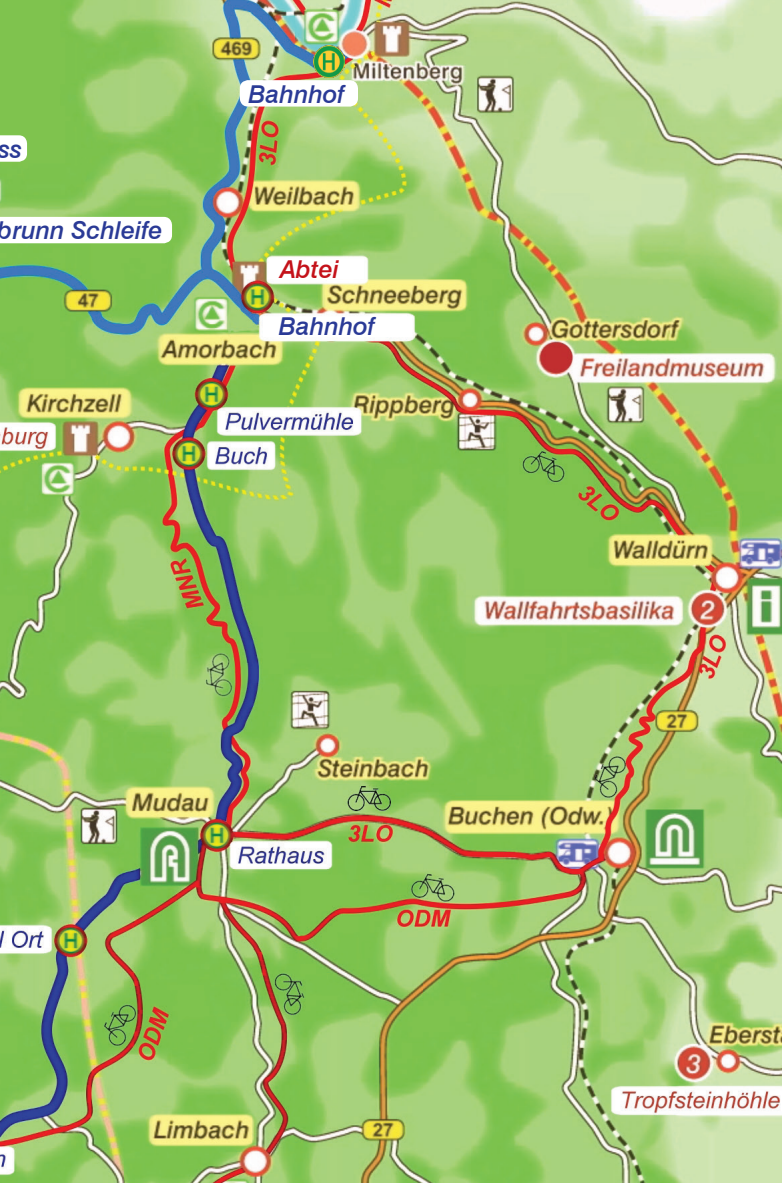 469
Miltenberg
Bahnhof
3LO
ss
Weilbach
brunn Schleife
Abtei
47
Schneeberg
Bahnhof
Gottersdorf
Amorbach
Freilandmuseum
Kirchzell
Rippberg
Pulvermühle
burg
Buch
3LO
Walldürn
MNR
Wallfahrtsbasilika
2
3LO
27
Steinbach
Mudau
Buchen (Odw.)
3LO
Rathaus
ODM
l Ort
ODM
Eberst
3
Tropfsteinhöhle
Limbach
27
n